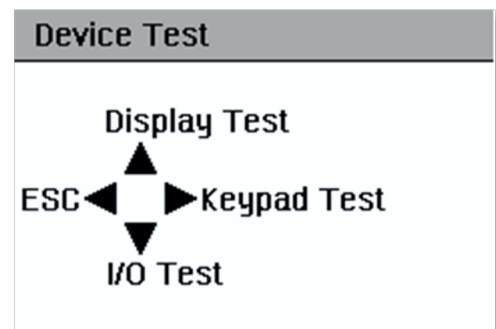 Device Test
Display Test
ESC
Keypad Test
I/O Test